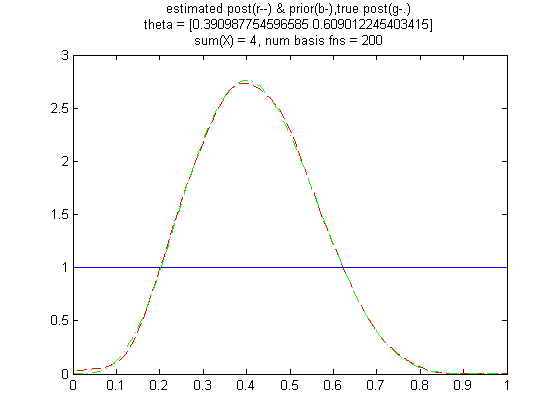 estimated post(r--) & prior(b-),true post(g-.)
theta = [0.390987754596585 0.609012245403415]
sum(X) = 4, num basis fns = 200
3
2.5
2
1.5
1
0.5
0
0 0.1 0.2 0.3 0.4 0.5 0.6 0.7 0.8 0.9 1